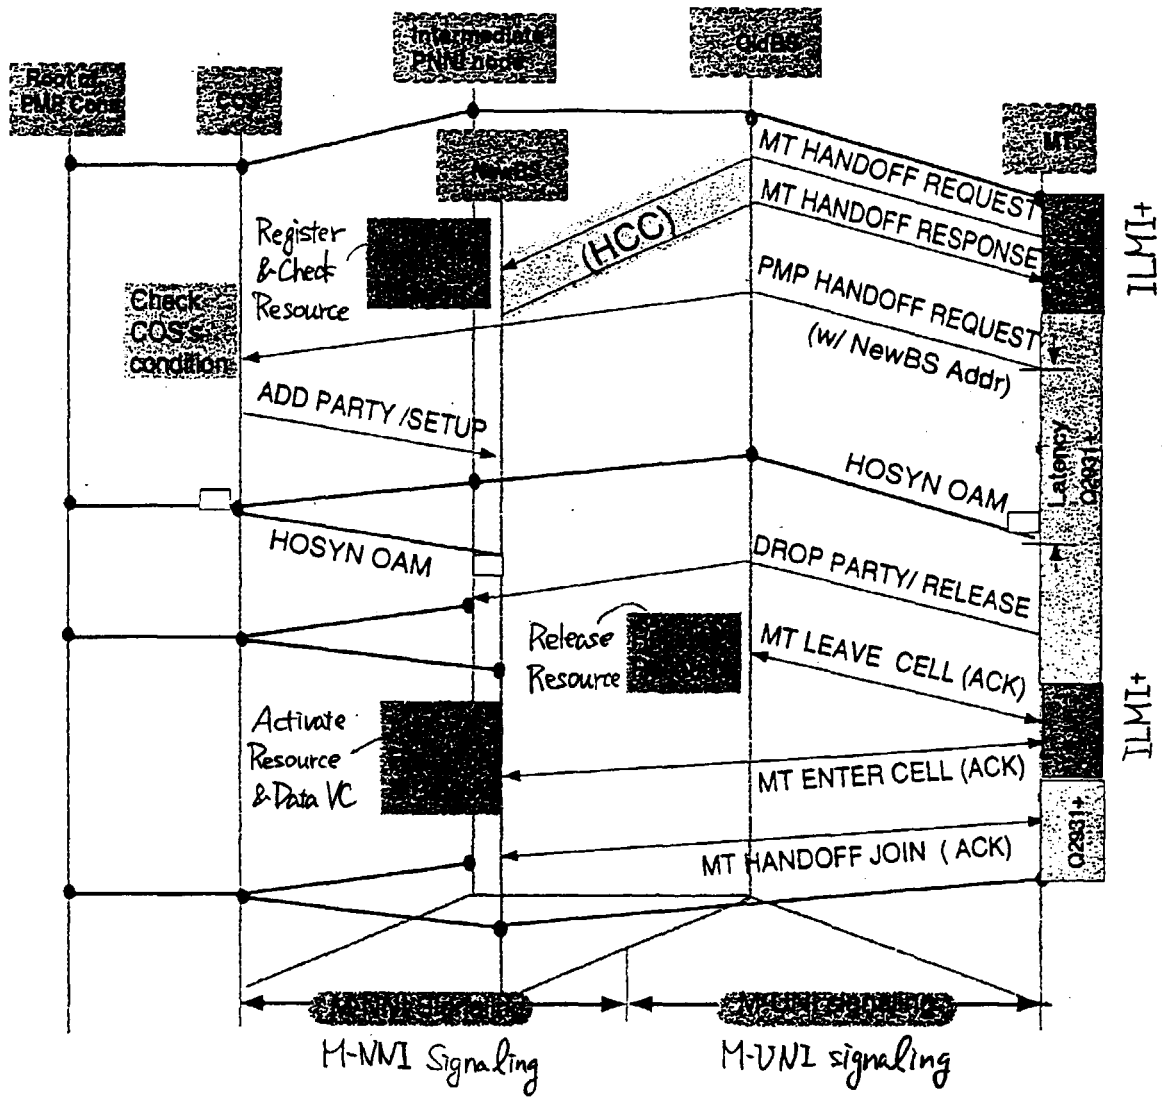 Intermediate
PNNI node
OldBS
Root of
PMP Conn
COS
MT
NewBS
MT HANDOFF REQUEST
MT HANDOFF RESPONSE
ILMI+
(HCC)
Register
& Check
Resource
PMP HANDOFF REQUEST
(w/ NewBS Addr)
Check
COS's
condition
ADD PARTY /SETUP
Latency
Q2931+
HOSYN OAM
HOSYN OAM
DROP PARTY/ RELEASE
Release
Resource
MT LEAVE CELL (ACK)
ILMI+
Activate
Resource
& Data VC
MT ENTER CELL (ACK)
Q2931+
MT HANDOFF JOIN ( ACK)
M-NNI Signaling
M-UNI signaling